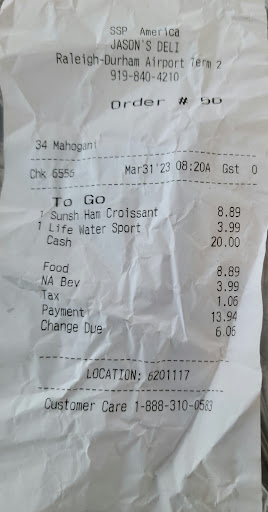 SSP America
JASON'S DELI
Raleigh-Durham Airport Term 2
919-840-4210
Order #
34 Mahogani
Chk 6556 Mar31'23 08:20A Gst 0
To Go
1 Sunsh Ham Croissant 8.89
1 Life Water Sport 3.99
Cash 20.00
Food 8.89
NA Bev 3.99
Tax 1.06
Payment 13.94
Change Due 6.06
LOCATION: 6201117
Customer Care 1-888-310-0583